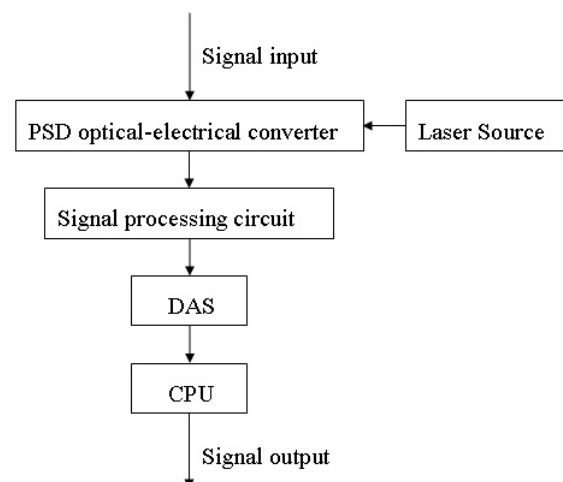 Signal input
PSD optical-electrical converter
Laser Source
Signal processing circuit
DAS
CPU
Signal output